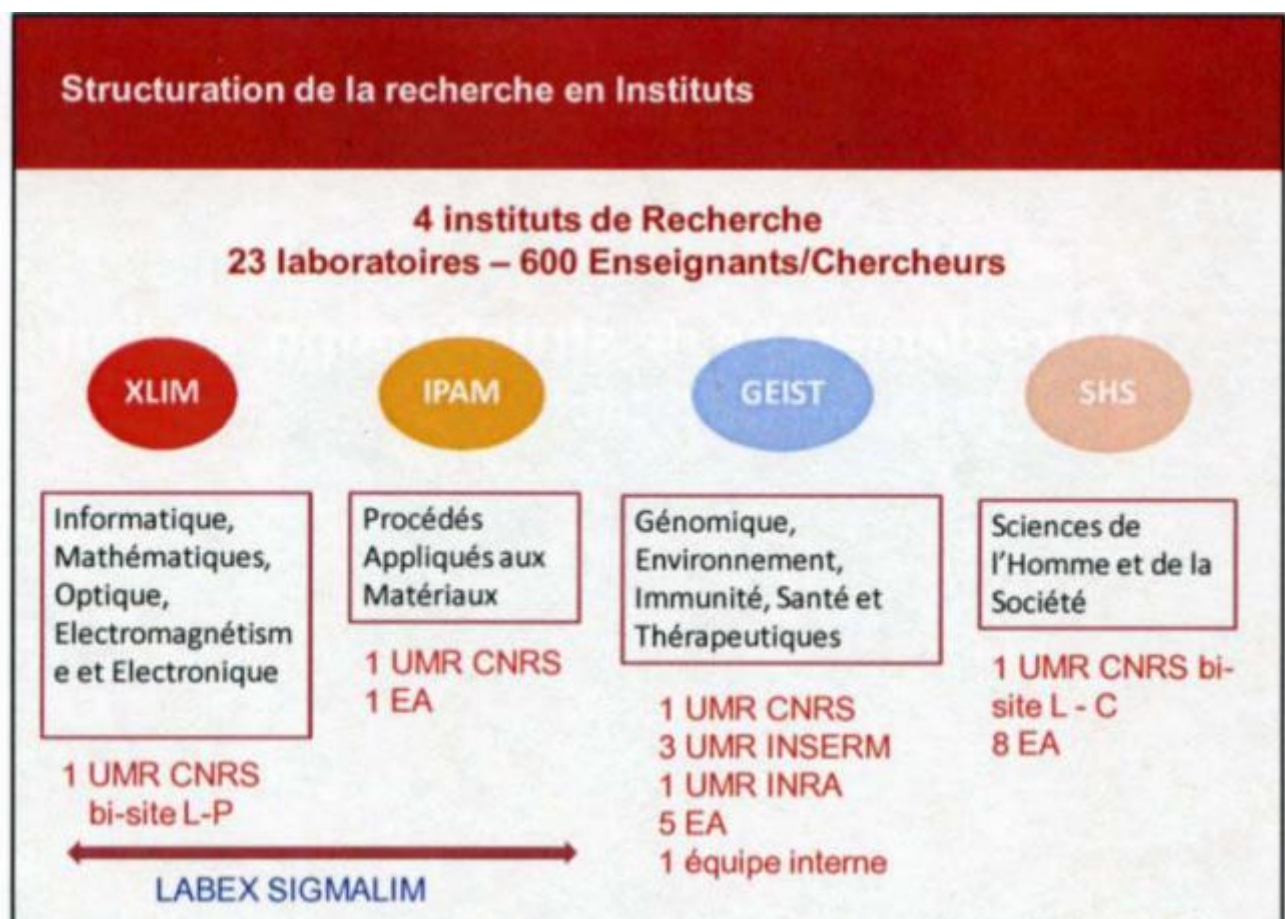 Structuration de la recherche en Instituts
4 instituts de Recherche
23 laboratoires – 600 Enseignants/Chercheurs
XLIM
IPAM
GEIST
SHS
Informatique,
Mathématiques,
Optique,
Electromagnétism
e et Electronique
1 UMR CNRS
bi-site L-P
Procédés
Appliqués aux
Matériaux
1 UMR CNRS
1 EA
Génomique,
Environnement,
Immunité, Santé et
Thérapeutiques
1 UMR CNRS
3 UMR INSERM
1 UMR INRA
5 EA
1 équipe interne
Sciences de
l'Homme et de la
Société
1 UMR CNRS bi-
site L - C
8 EA
LABEX SIGMALIM